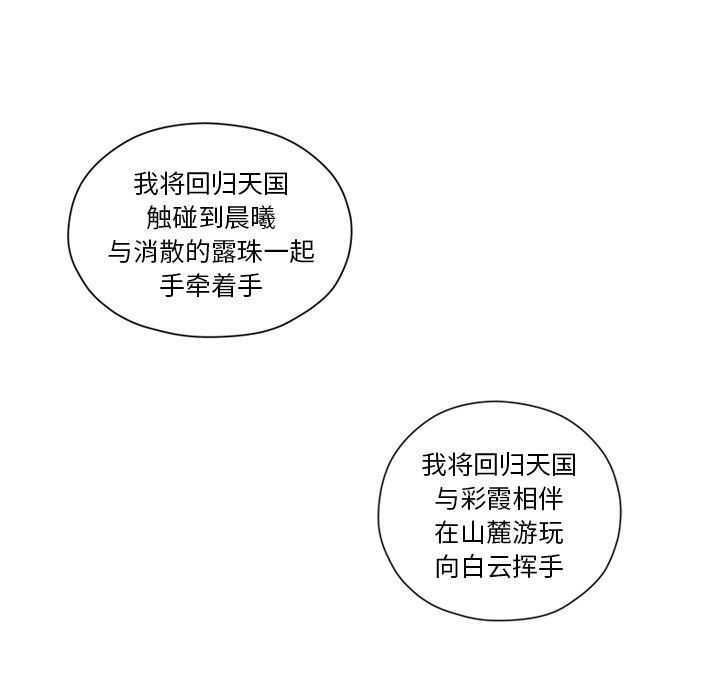 我将回归天国
触碰到晨曦
与消散的露珠一起
手牵着手
我将回归天国
与彩霞相伴
在山麓游玩
向白云挥手